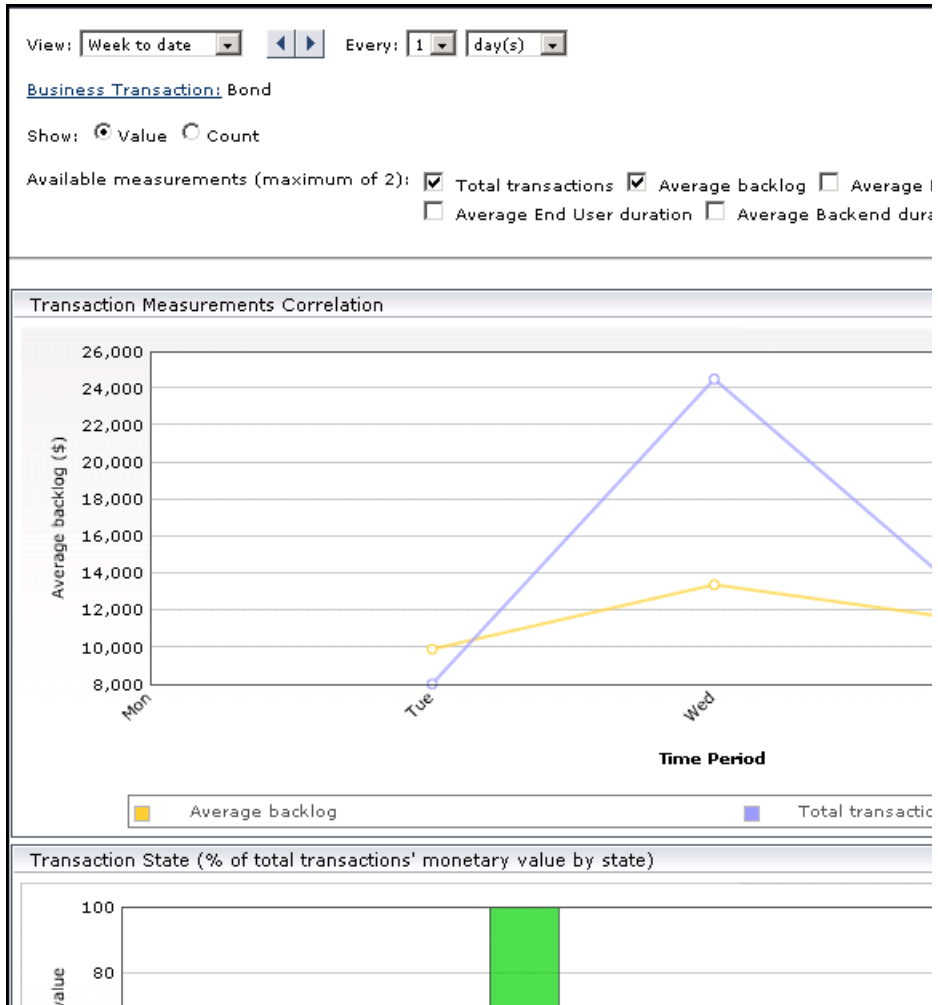 View: Week to date Every: 1 day(s)
Business Transaction: Bond
Show: Value Count
Available measurements (maximum of 2): Total transactions Average backlog Average
Average End User duration Average Backend
Transaction Measurements Correlation
26,000
24,000
22,000
20,000
18,000
16,000
14,000
12,000
10,000
8,000
Average backlog ($)
Mon Tue Wed
Time Period
Average backlog Total
Transaction State (% of total transactions' monetary value by state)
100
80
value